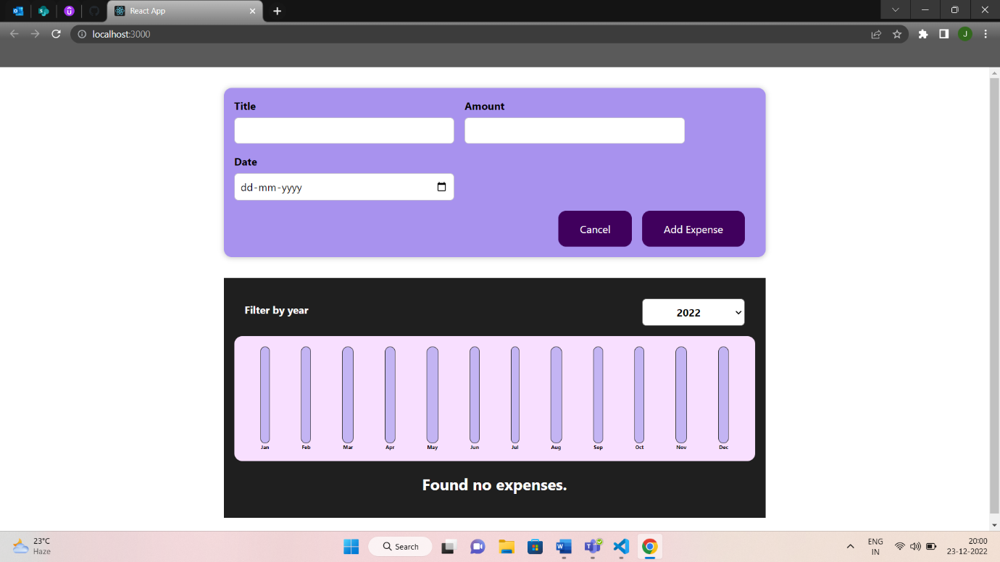 React App
localhost:3000
J
Title
Amount
Date
dd-mm-yyyy
Cancel
Add Expense
Filter by year
2022
Jan Feb Mar Apr May Jun Jul Aug Sep Oct Nov Dec
Found no expenses.
23°C
Haze
Search
ENG
IN
20:00
23-12-2022